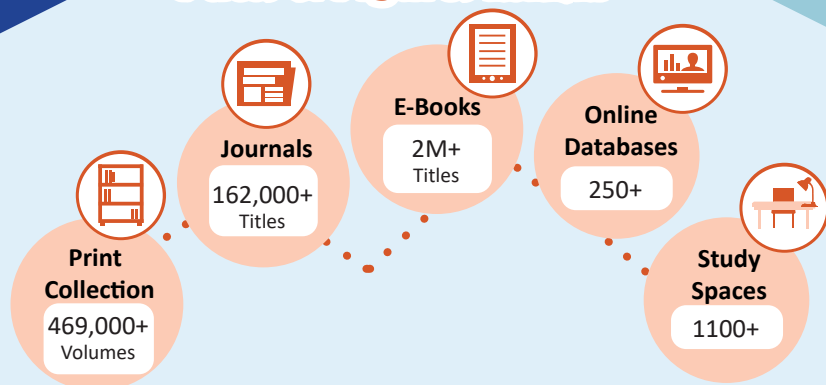 Print
Collection
469,000+
Volumes
Journals
162,000+
Titles
E-Books
2M+
Titles
Online
Databases
250+
Study
Spaces
1100+